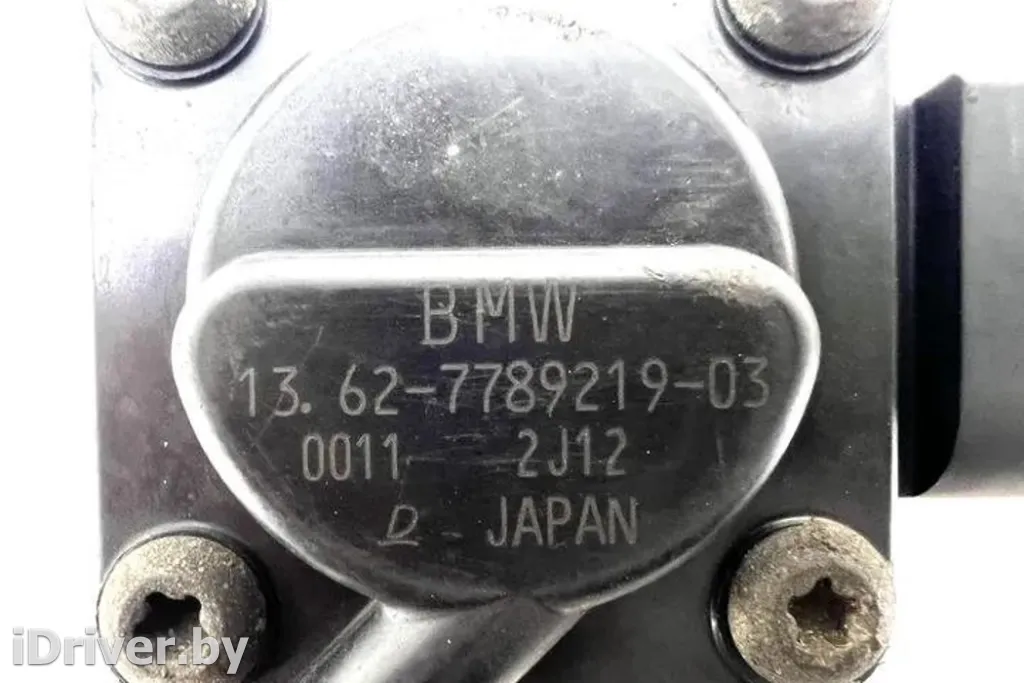 BMW
13. 62-7789219-03
0011 2J12
D - JAPAN
iDriver.by